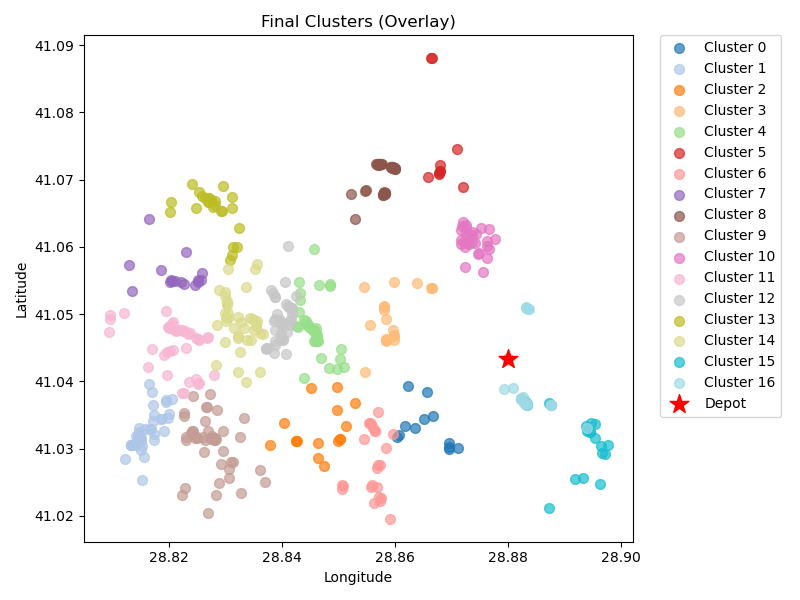 Final Clusters (Overlay)
Latitude
41.09
41.08
41.07
41.06
41.05
41.04
41.03
41.02
28.82
28.84
28.86
28.88
28.90
Longitude
Cluster 0
Cluster 1
Cluster 2
Cluster 3
Cluster 4
Cluster 5
Cluster 6
Cluster 7
Cluster 8
Cluster 9
Cluster 10
Cluster 11
Cluster 12
Cluster 13
Cluster 14
Cluster 15
Cluster 16
Depot